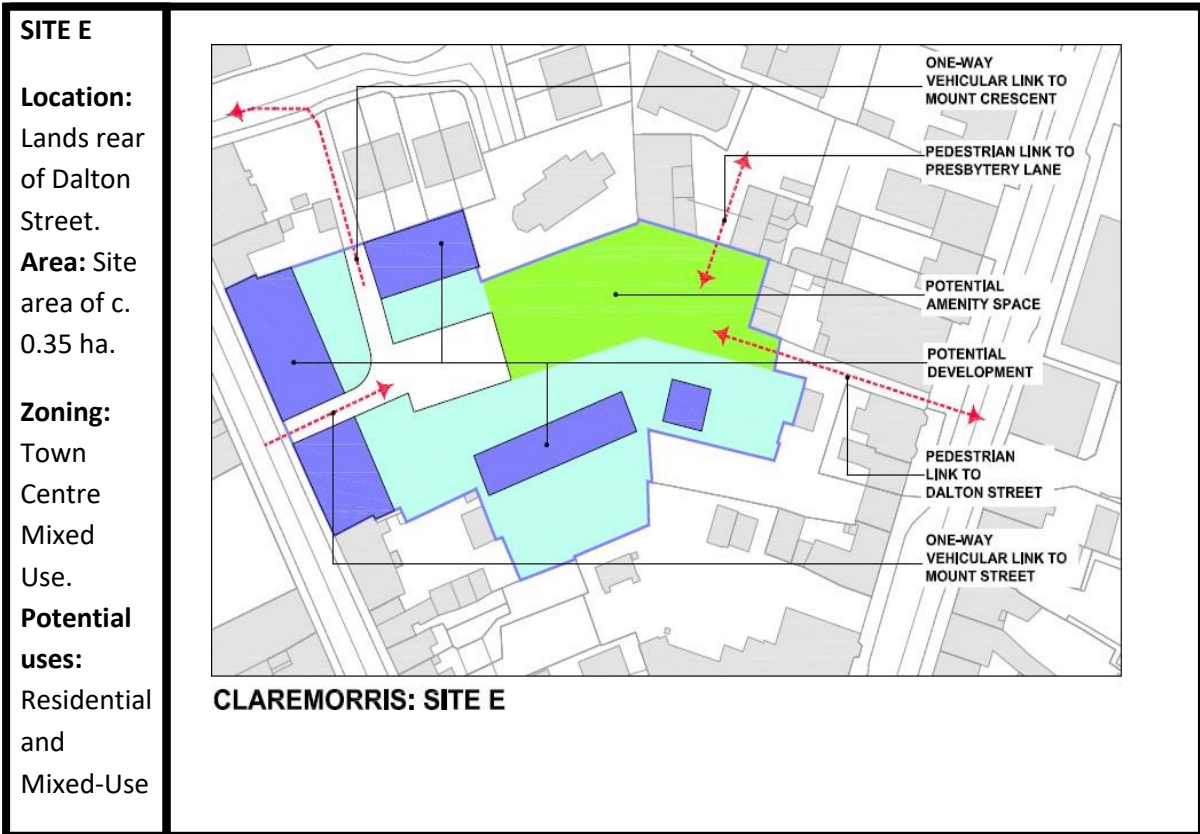 SITE E
Location:
Lands rear
of Dalton
Street.
Area: Site
area of c.
0.35 ha.
Zoning:
Town
Centre
Mixed
Use.
Potential
uses:
Residential
and
Mixed-Use
ONE-WAY
VEHICULAR LINK TO
MOUNT CRESCENT
PEDESTRIAN LINK TO
PRESBYTERY LANE
POTENTIAL
AMENITY SPACE
POTENTIAL
DEVELOPMENT
PEDESTRIAN
LINK TO
DALTON STREET
ONE-WAY
VEHICULAR LINK TO
MOUNT STREET
CLAREMORRIS: SITE E